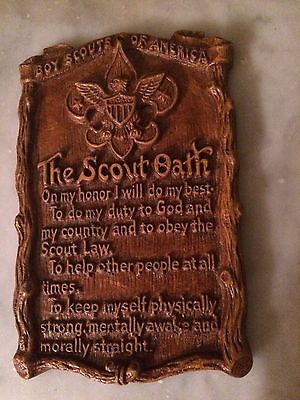 BOY SCOUTS OF AMERICA
The Scout Oath
On my honor I will do my best.
To do my duty to God and
my country and to obey the
Scout Law.
To help other people at all
times.
To keep myself physically
strong, mentally awake and
morally straight.